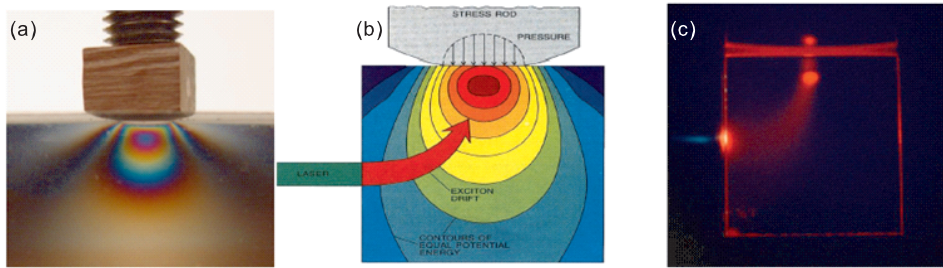 (a)
(b)
STRESS ROD
PRESSURE
LASER
EXCITON
DRIFT
CONTOURS OF
EQUAL POTENTIAL
ENERGY
(c)